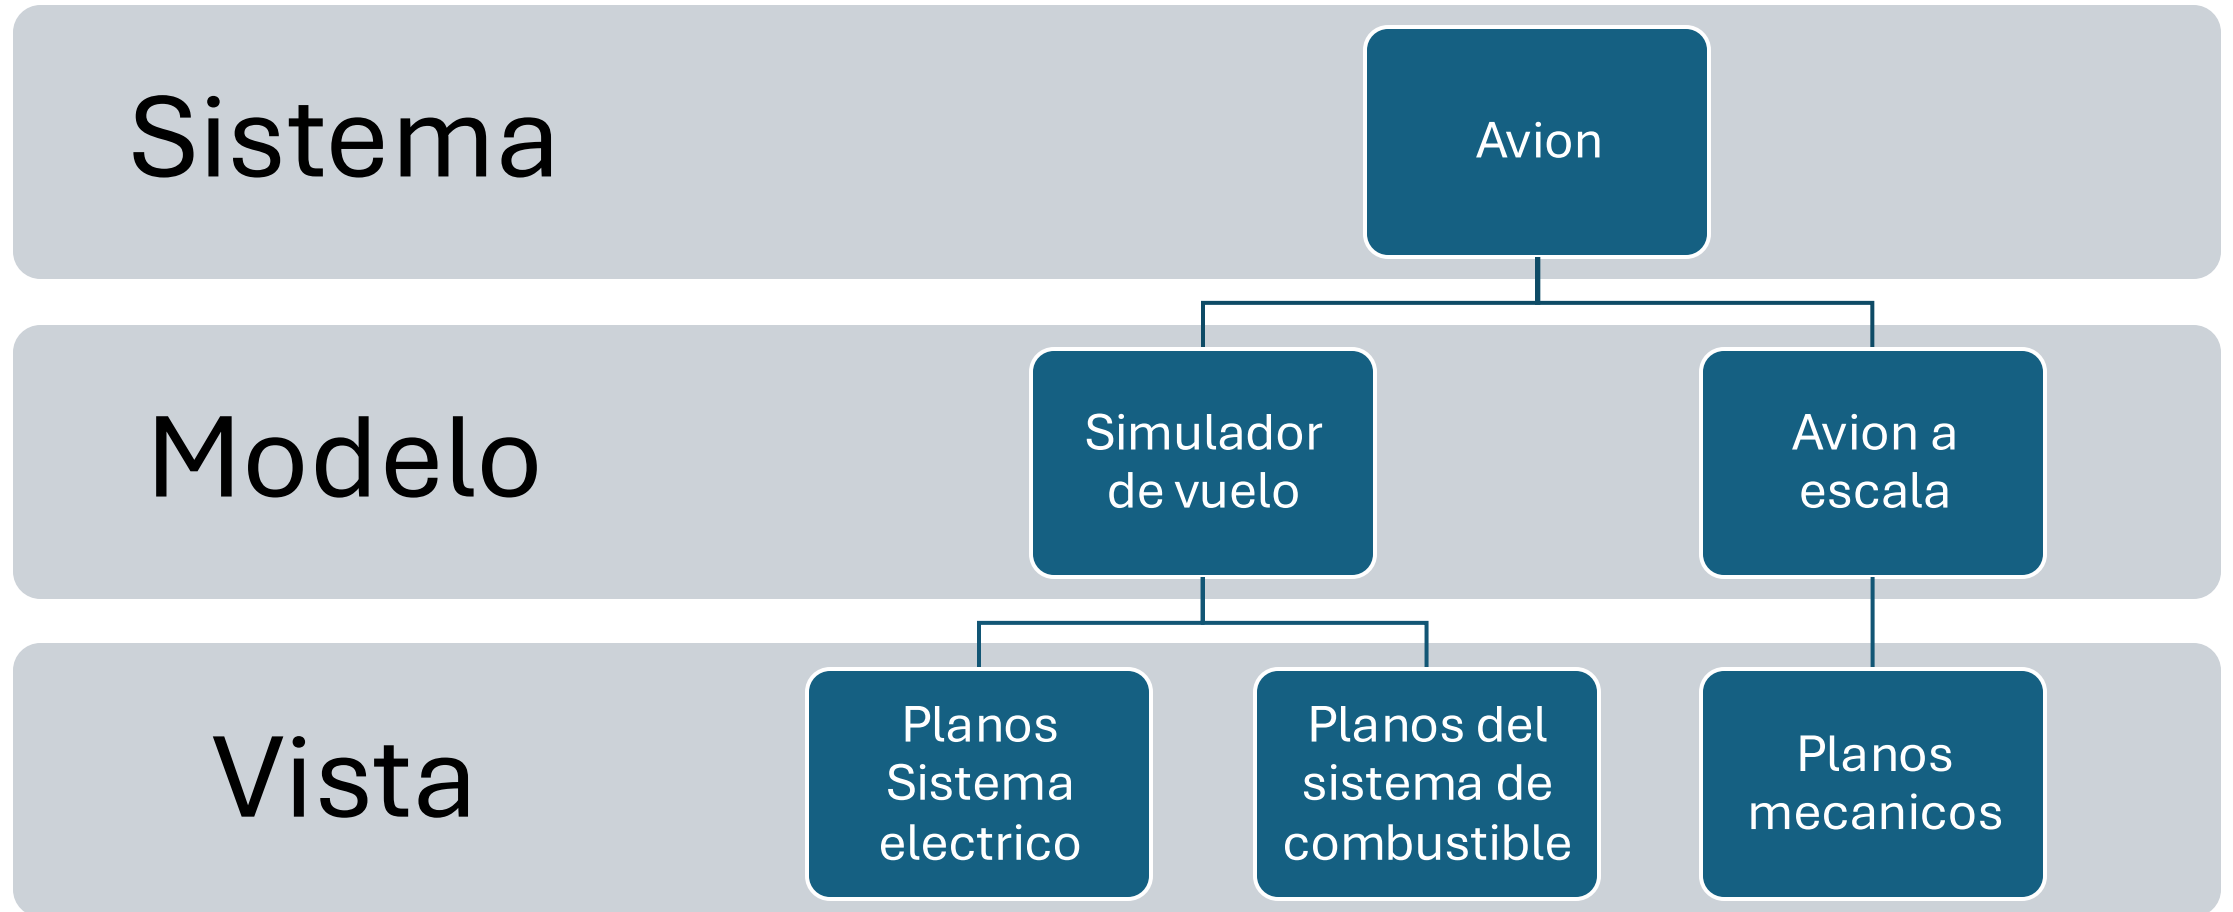 Sistema
Avion
Modelo
Simulador
de vuelo
Avion a
escala
Vista
Planos
Sistema
electrico
Planos del
sistema de
combustible
Planos
mecanicos